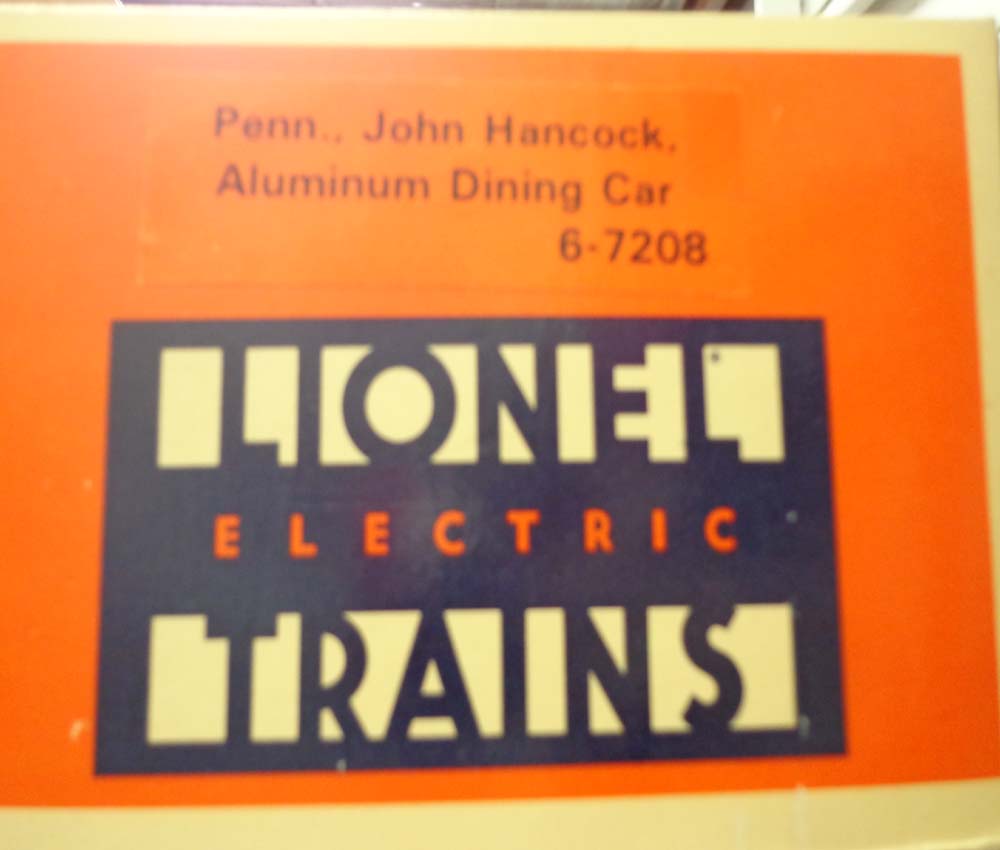 Penn., John Hancock,
Aluminum Dining Car
6-7208
LIONEL
ELECTRIC
TRAINS